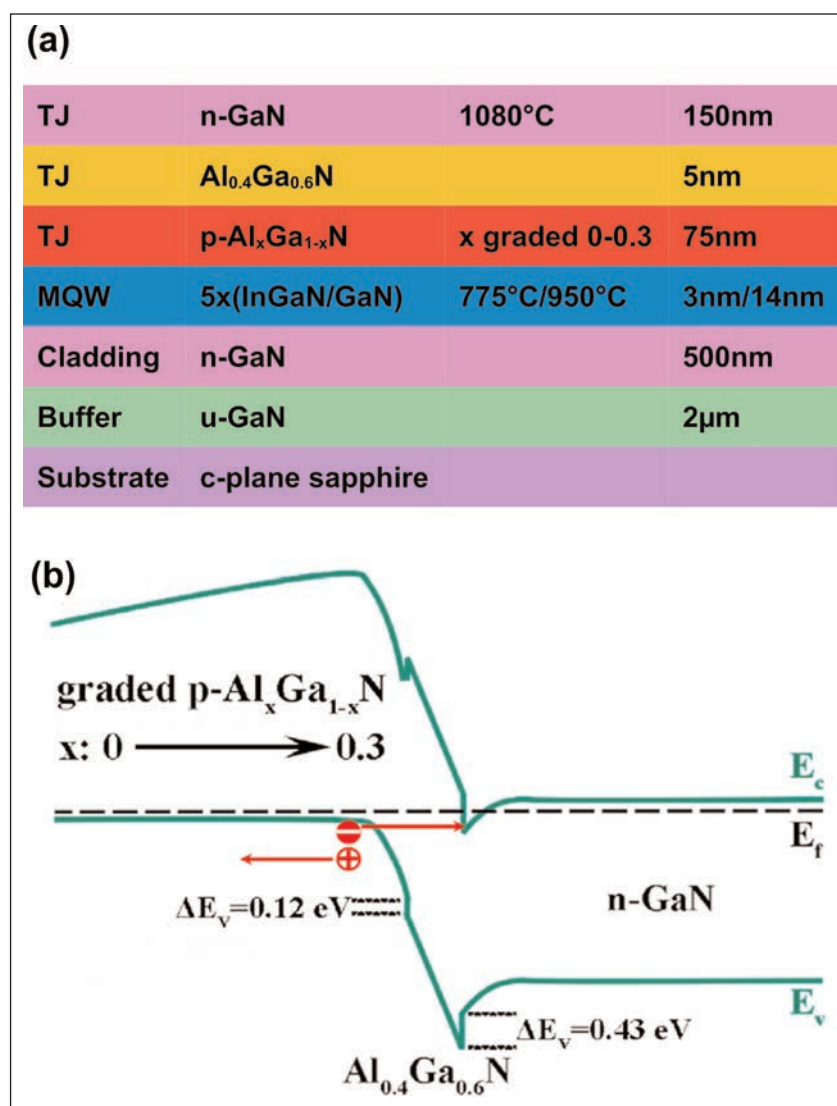 (a)
TJ n-GaN 1080°C 150nm
TJ Al0.4Ga0.6N 5nm
TJ p-AlxGa1-xN x graded 0-0.3 75nm
MQW 5x(InGaN/GaN) 775°C/950°C 3nm/14nm
Cladding n-GaN 500nm
Buffer u-GaN 2µm
Substrate c-plane sapphire
(b)
graded p-AlxGa1-xN
x: 0 0.3
Ec
Ef
n-GaN
ΔEv=0.12 eV
Ev
ΔEv=0.43 eV
Al0.4Ga0.6N